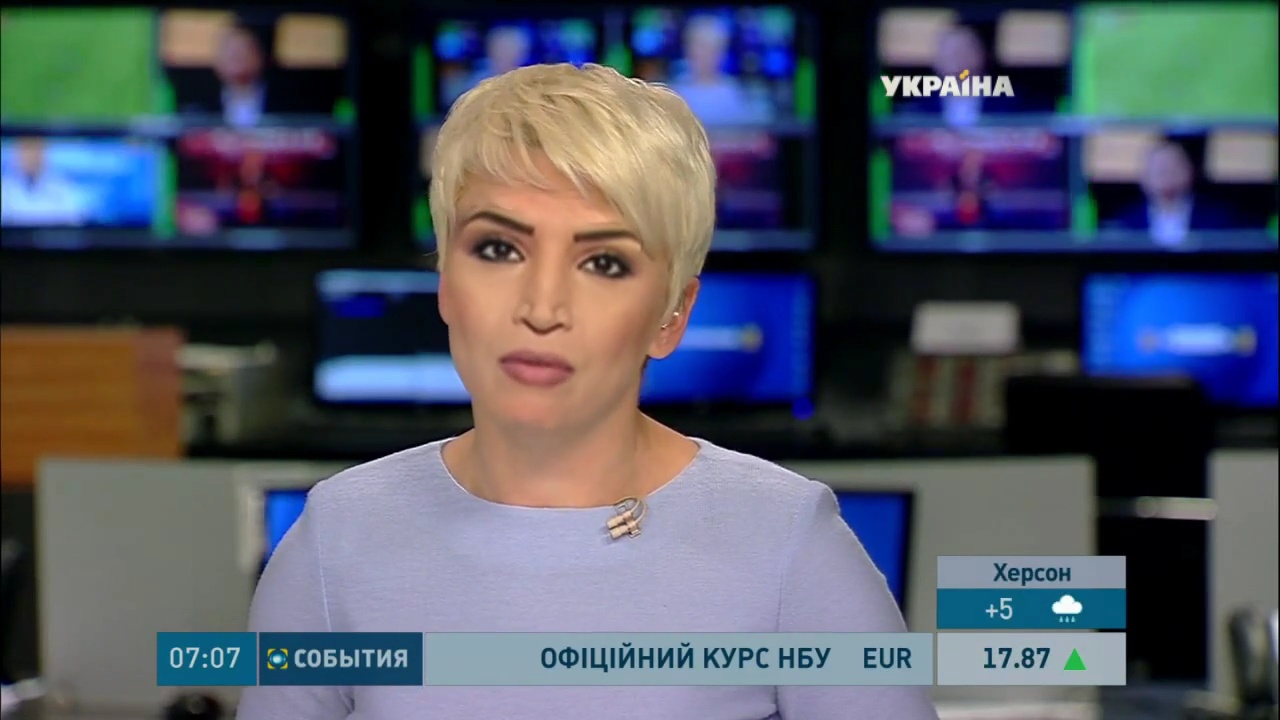 УКРАЇНА
Херсон
+5
07:07
СОБЫТИЯ
ОФІЦІЙНИЙ КУРС НБУ EUR
17.87